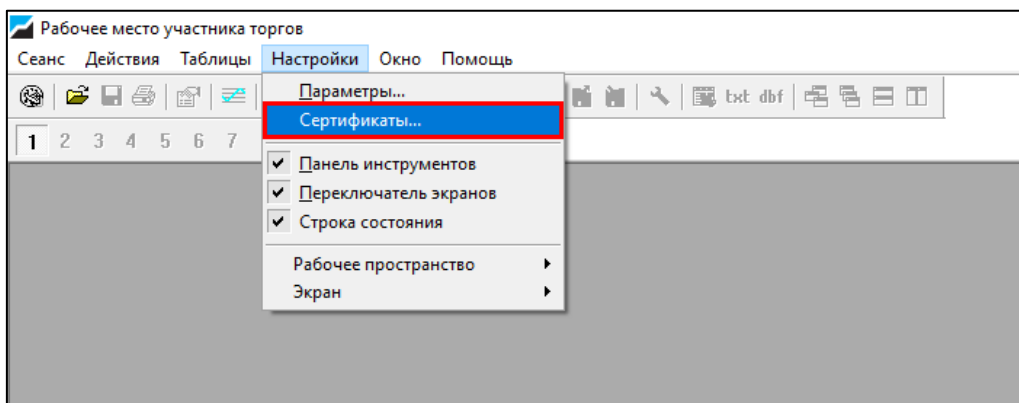 Рабочее место участника торгов
Сеанс Действия Таблицы Настройки Окно Помощь
txt dbf
1 2 3 4 5 6 7
Параметры...
Сертификаты...
Панель инструментов
Переключатель экранов
Строка состояния
Рабочее пространство
Экран